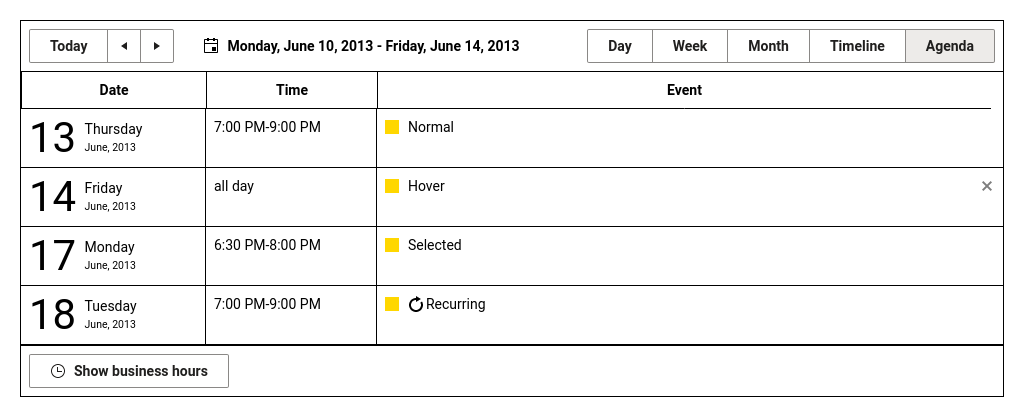 Today Monday, June 10, 2013 - Friday, June 14, 2013 Day Week Month Timeline Agenda
Date Time Event
13 Thursday June, 2013 7:00 PM-9:00 PM Normal
14 Friday June, 2013 all day Hover
17 Monday June, 2013 6:30 PM-8:00 PM Selected
18 Tuesday June, 2013 7:00 PM-9:00 PM Recurring
Show business hours